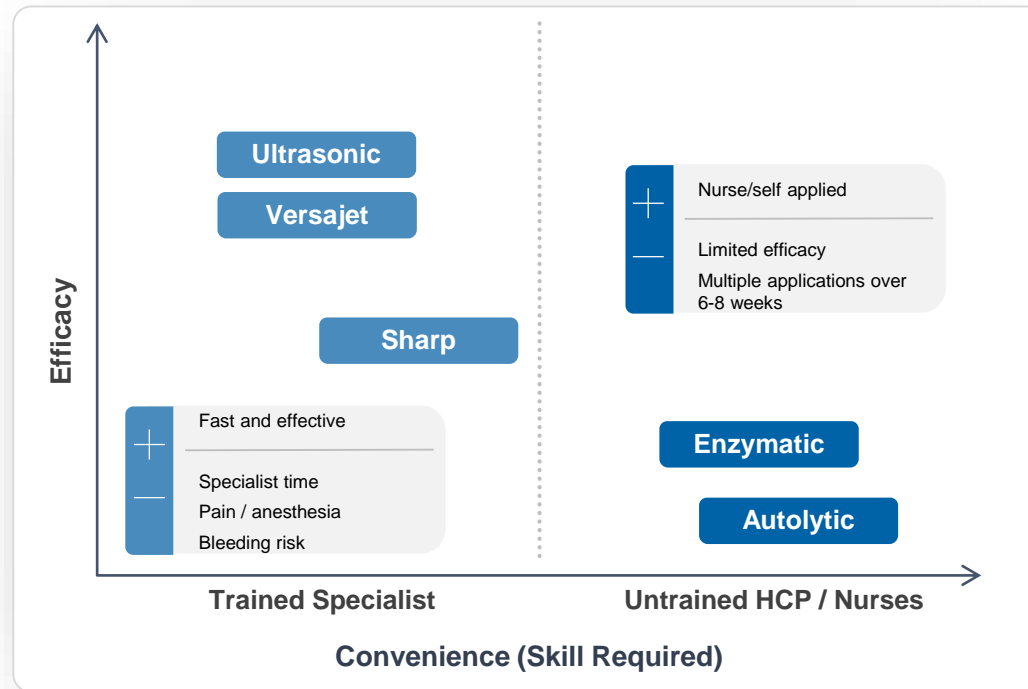 Efficacy
Ultrasonic
Versajet
Sharp
+
Fast and effective
—
Specialist time
Pain / anesthesia
Bleeding risk
+
Nurse/self applied
—
Limited efficacy
Multiple applications over
6-8 weeks
Enzymatic
Autolytic
Trained Specialist
Untrained HCP / Nurses
Convenience (Skill Required)